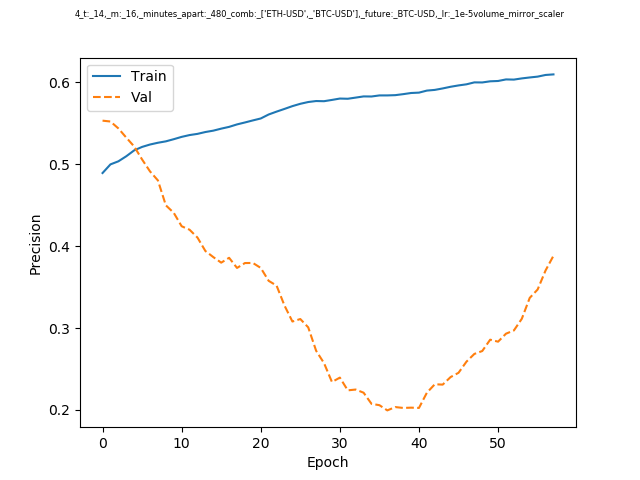 4_t:_14,_m:_16,_minutes_apart:_480_comb:_['ETH-USD',_'BTC-USD'],_future:_BTC-USD,_lr:_1e-5volume_mirror_scaler
Train
Val
0.6
0.5
0.4
0.3
0.2
Precision
0 10 20 30 40 50
Epoch